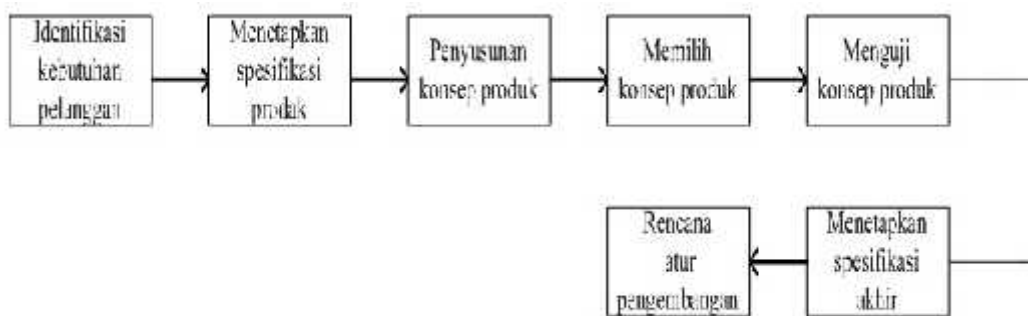 Identifikasi
kebutuhan
pelanggan
Menetapkan
spesifikasi
produk
Penyusunan
konsep produk
Memilih
konsep produk
Menguji
konsep produk
Rencana
atur
pengembangan
Menetapkan
spesifikasi
akhir